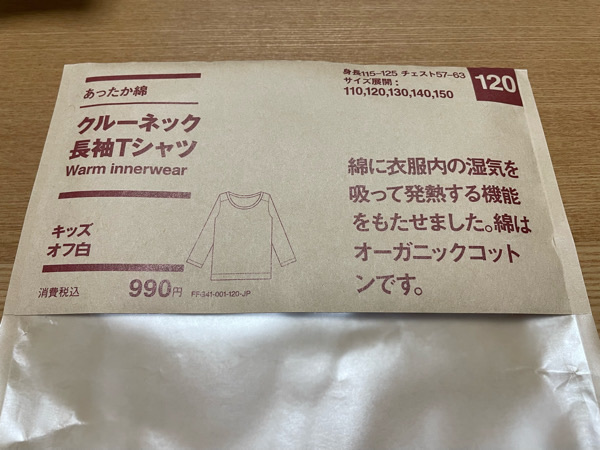 あったか綿
クルーネック
長袖Tシャツ
Warm innerwear
キッズ
オフ白
消費税込 990円
FF-341-001-120-JP
身長115-125 チェスト57-63
サイズ展開：
110,120,130,140,150
120
綿に衣服内の湿気を
吸って発熱する機能
をもたせました。綿は
オーガニックコット
ンです。